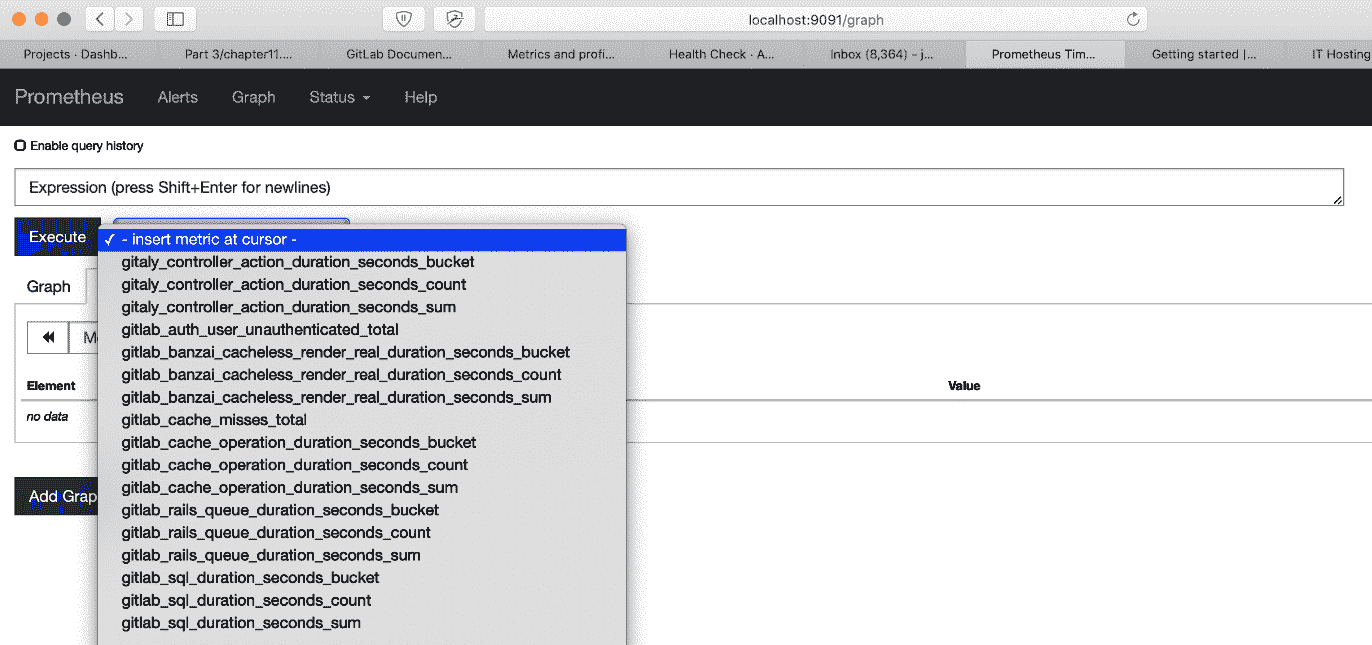 localhost:9091/graph
Projects · Dashb... Part 3/chapter11.... GitLab Documen... Metrics and profi... Health Check · A... Inbox (8,364) – j... Prometheus Tim... Getting started |... IT Hosting
Prometheus Alerts Graph Status Help
Enable query history
Expression (press Shift+Enter for newlines)
Execute ✓ - insert metric at cursor -
gitaly_controller_action_duration_seconds_bucket
gitaly_controller_action_duration_seconds_count
Graph
gitaly_controller_action_duration_seconds_sum
gitlab_auth_user_unauthenticated_total
gitlab_banzai_cacheless_render_real_duration_seconds_bucket
gitlab_banzai_cacheless_render_real_duration_seconds_count
Element Value
gitlab_banzai_cacheless_render_real_duration_seconds_sum
no data
gitlab_cache_misses_total
gitlab_cache_operation_duration_seconds_bucket
gitlab_cache_operation_duration_seconds_count
gitlab_cache_operation_duration_seconds_sum
Add Grap
gitlab_rails_queue_duration_seconds_bucket
gitlab_rails_queue_duration_seconds_count
gitlab_rails_queue_duration_seconds_sum
gitlab_sql_duration_seconds_bucket
gitlab_sql_duration_seconds_count
gitlab_sql_duration_seconds_sum